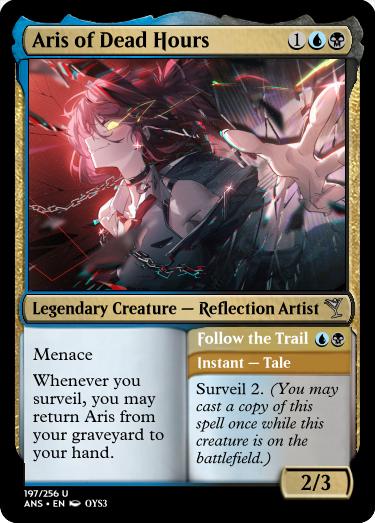 Aris of Dead Hours 1
Legendary Creature — Reflection Artist
Menace
Whenever you
surveil, you may
return Aris from
your graveyard to
your hand.
Follow the Trail
Instant — Tale
Surveil 2. (You may
cast a copy of this
spell once while this
creature is on the
battlefield.)
2/3
197/256 U
ANS • EN OYS3